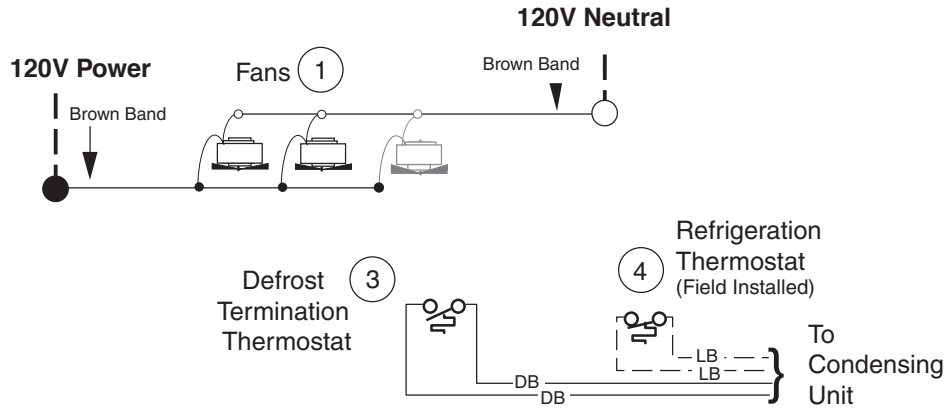 120V Neutral
120V Power
Fans 1
Brown Band
Brown Band
Refrigeration
Thermostat
(Field Installed)
4
Defrost
Termination
Thermostat
3
To
Condensing
Unit
LB
LB
DB
DB